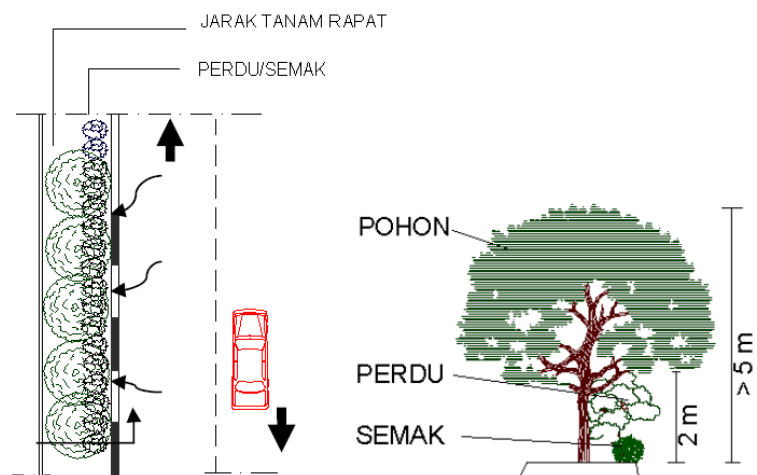 JARAK TANAM RAPAT
PERDU/SEMAK
POHON
PERDU
SEMAK
2 m
> 5 m